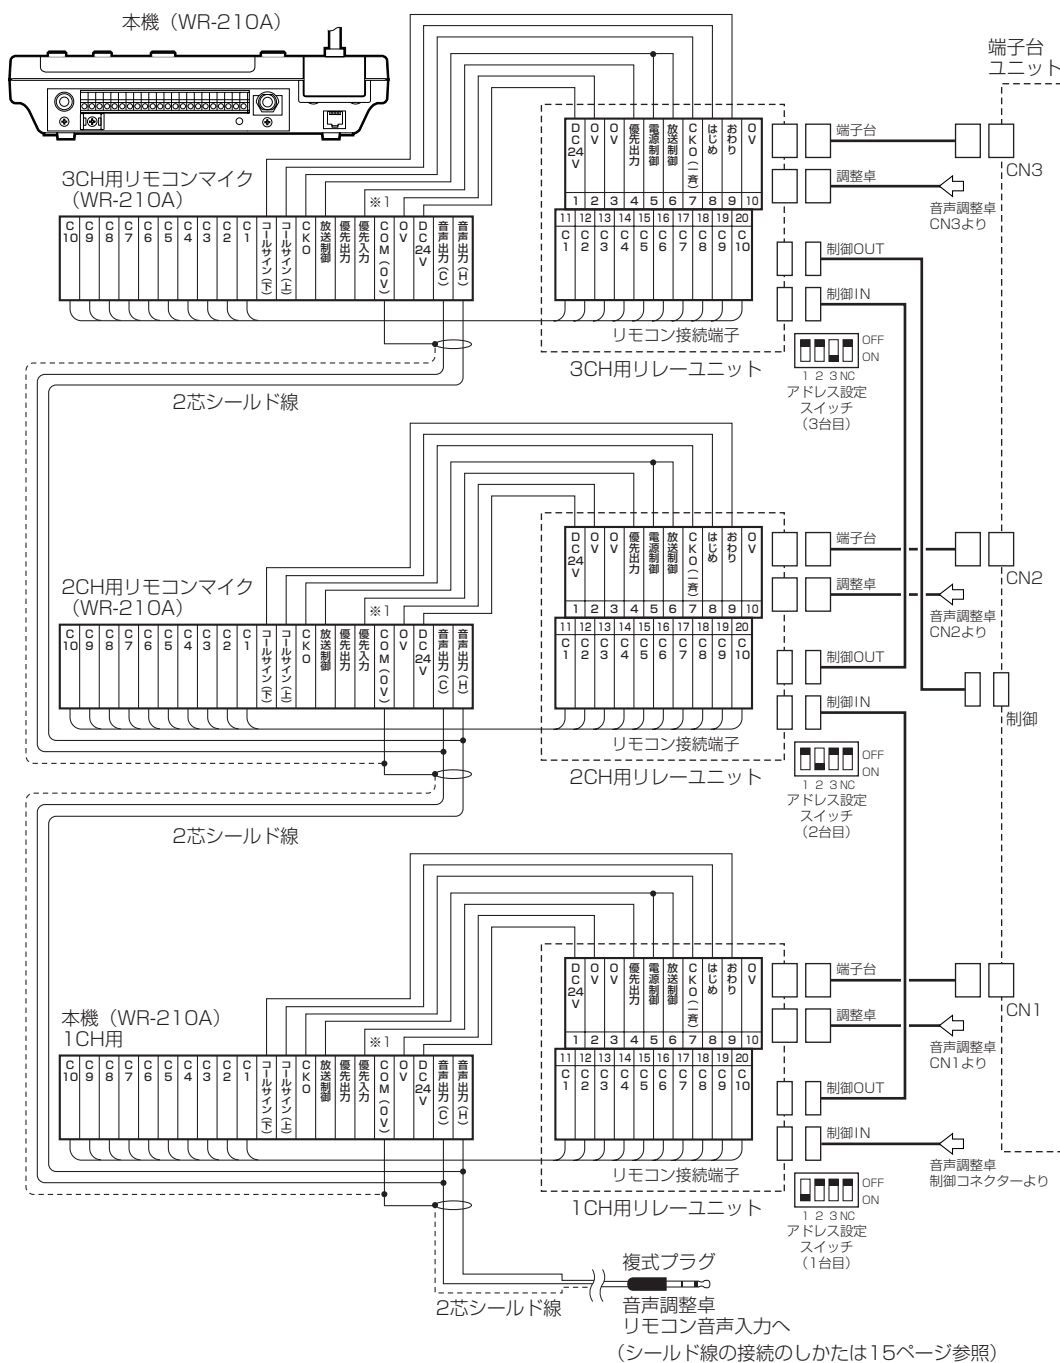 本機（WR-210A）
端子台
ユニット
3CH用リモコンマイク
（WR-210A）
※1
C10 C9 C8 C7 C6 C5 C4 C3 C2 C1 コールサイン（下） コールサイン（上） CKO 放送制御 優先出力 優先入力 COM（0V） 0V DC24V 音声出力（C） 音声出力（H）
DC24V 0V 0V 優先出力 電源制御 放送制御 CKO（一斉） はじめ おわり 0V
1 2 3 4 5 6 7 8 9 10
11 12 13 14 15 16 17 18 19 20
C1 C2 C3 C4 C5 C6 C7 C8 C9 C10
リモコン接続端子
3CH用リレーユニット
端子台
CN3
調整卓
音声調整卓
CN3より
制御OUT
制御IN
OFF
ON
1 2 3 NC
アドレス設定
スイッチ
（3台目）
2芯シールド線
2CH用リモコンマイク
（WR-210A）
※1
C10 C9 C8 C7 C6 C5 C4 C3 C2 C1 コールサイン（下） コールサイン（上） CKO 放送制御 優先出力 優先入力 COM（0V） 0V DC24V 音声出力（C） 音声出力（H）
DC24V 0V 0V 優先出力 電源制御 放送制御 CKO（一斉） はじめ おわり 0V
1 2 3 4 5 6 7 8 9 10
11 12 13 14 15 16 17 18 19 20
C1 C2 C3 C4 C5 C6 C7 C8 C9 C10
リモコン接続端子
2CH用リレーユニット
端子台
CN2
調整卓
音声調整卓
CN2より
制御OUT
制御IN
制御
OFF
ON
1 2 3 NC
アドレス設定
スイッチ
（2台目）
2芯シールド線
本機（WR-210A）
1CH用
※1
C10 C9 C8 C7 C6 C5 C4 C3 C2 C1 コールサイン（下） コールサイン（上） CKO 放送制御 優先出力 優先入力 COM（0V） 0V DC24V 音声出力（C） 音声出力（H）
DC24V 0V 0V 優先出力 電源制御 放送制御 CKO（一斉） はじめ おわり 0V
1 2 3 4 5 6 7 8 9 10
11 12 13 14 15 16 17 18 19 20
C1 C2 C3 C4 C5 C6 C7 C8 C9 C10
リモコン接続端子
1CH用リレーユニット
端子台
CN1
調整卓
音声調整卓
CN1より
制御OUT
制御IN
音声調整卓
制御コネクターより
OFF
ON
1 2 3 NC
アドレス設定
スイッチ
（1台目）
2芯シールド線
複式プラグ
音声調整卓
リモコン音声入力へ
（シールド線の接続のしかたは15ページ参照）